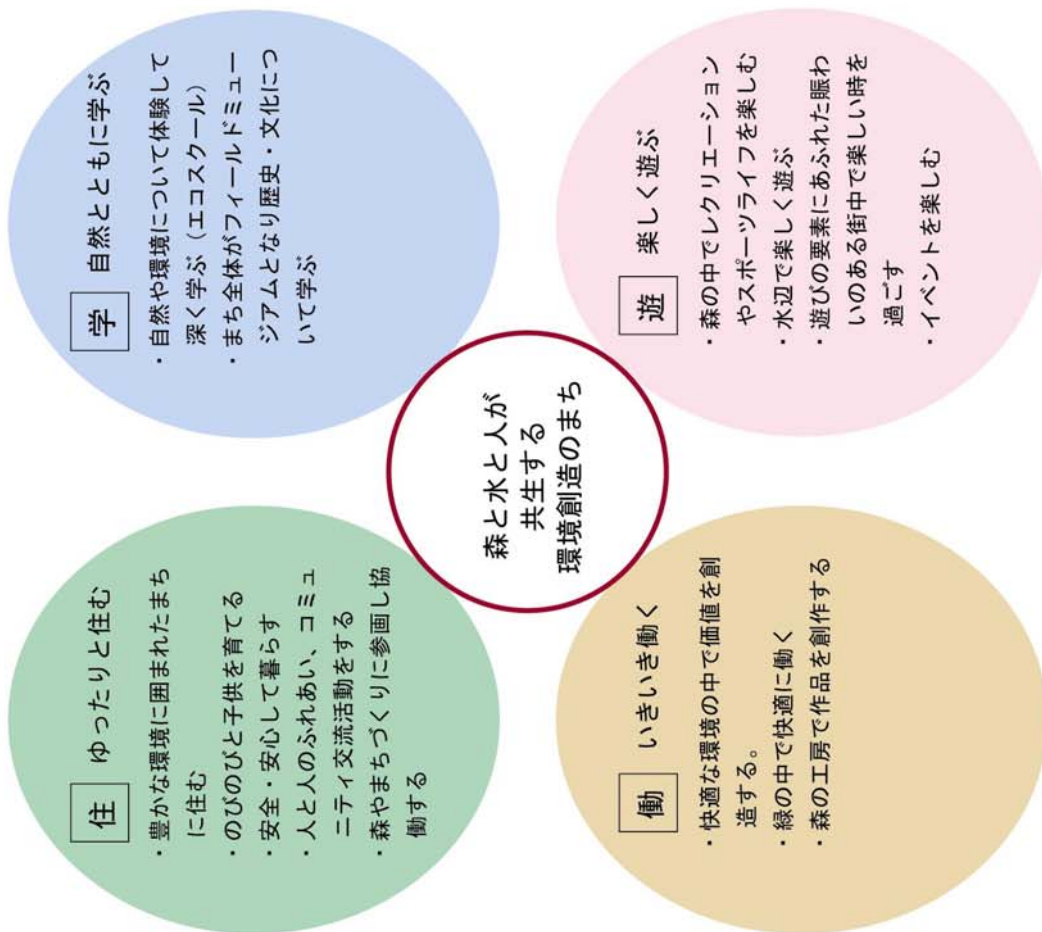 住 ゆったりと住む
・豊かな環境に囲まれたまち
に住む
・のびのびと子供を育てる
・安全・安心して暮らす
・人と人のふれあい、コミュ
ニティ交流活動をする
・森やまちづくりに参画し協
働する
学 自然とともに学ぶ
・自然や環境について体験して
深く学ぶ（エコスクール）
・まち全体がフィールドミュー
ジアムとなり歴史・文化につ
いて学ぶ
森と水と人が
共生する
環境創造のまち
働 いきいき働く
・快適な環境の中で価値を創
造する。
・緑の中で快適に働く
・森の工房で作品を創作する
遊 楽しく遊ぶ
・森の中でレクリエーション
やスポーツライフを楽しむ
・水辺で楽しく遊ぶ
・遊びの要素にあふれた賑わ
いのある街中で楽しい時を
過ごす
・イベントを楽しむ